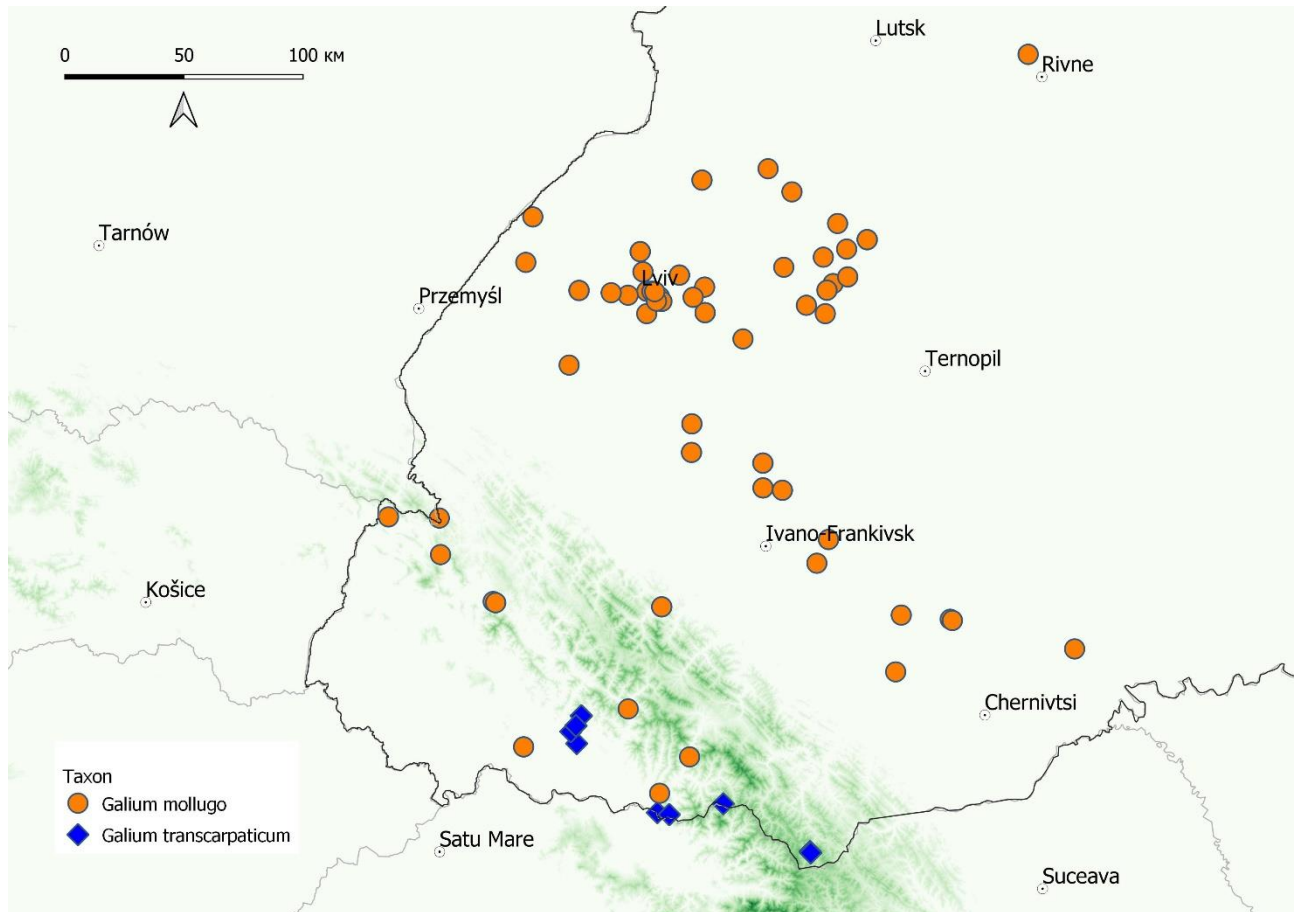 0 50 100 км
Lutsk
Rivne
Tarnów
Lviv
Przemyśl
Ternopil
Ivano-Frankivsk
Košice
Chernivtsi
Taxon
Galium mollugo
Galium transcarpaticum
Satu Mare
Suceava